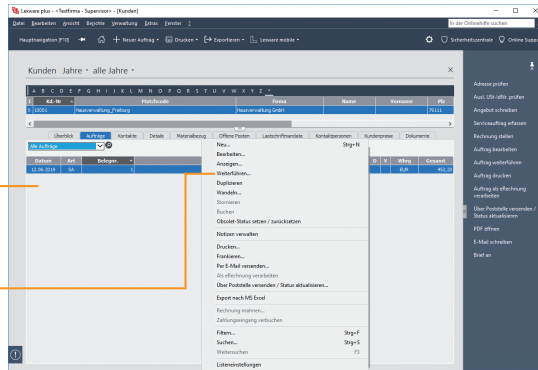 Lexware plus - <Testfirma - Supervisor> - [Kunden]
Datei Bearbeiten Ansicht Berichte Verwaltung Extras Fenster ?
In der Onlinehilfe suchen
Hauptnavigation [F10]
Neuer Auftrag
Drucken
Exportieren
Lexware mobile
Sicherheitszentrale
Online Supp
Kunden Jahre alle Jahre
A B C D E F G H I J K L M N O P Q R S T U V W X Y Z *
Kd.-Nr Matchcode Firma Name Vorname Plz
10001 Hausverwaltung_Freiburg Hausverwaltung GmbH 79111
Überblick Aufträge Kontakte Details Materialbezug Offene Posten Lastschriftmandate Kontaktpersonen Kundenpreise Dokumente
Alle Aufträge
Datum Art Belegnr. D V Whrg Gesamt
12.06.2019 SA 1 EUR 452,20
Neu... Strg+N
Bearbeiten...
Anzeigen...
Weiterführen...
Duplizieren
Wandeln...
Stornieren
Buchen
Obsolet-Status setzen / zurücksetzen
Notizen verwalten
Drucken...
Frankieren...
Per E-Mail versenden...
Als eRechnung verarbeiten
Über Poststelle versenden / Status aktualisieren...
Export nach MS Excel
Rechnung mahnen...
Zahlungseingang verbuchen
Filtern... Strg+F
Suchen... Strg+S
Weitersuchen F3
Listeneinstellungen
Adresse prüfen
Ausl. USt-IdNr. prüfen
Angebot schreiben
Serviceauftrag erfassen
Rechnung stellen
Auftrag bearbeiten
Auftrag weiterführen
Auftrag drucken
Auftrag als eRechnung
verarbeiten
Über Poststelle versenden /
Status aktualisieren
PDF öffnen
E-Mail schreiben
Brief an